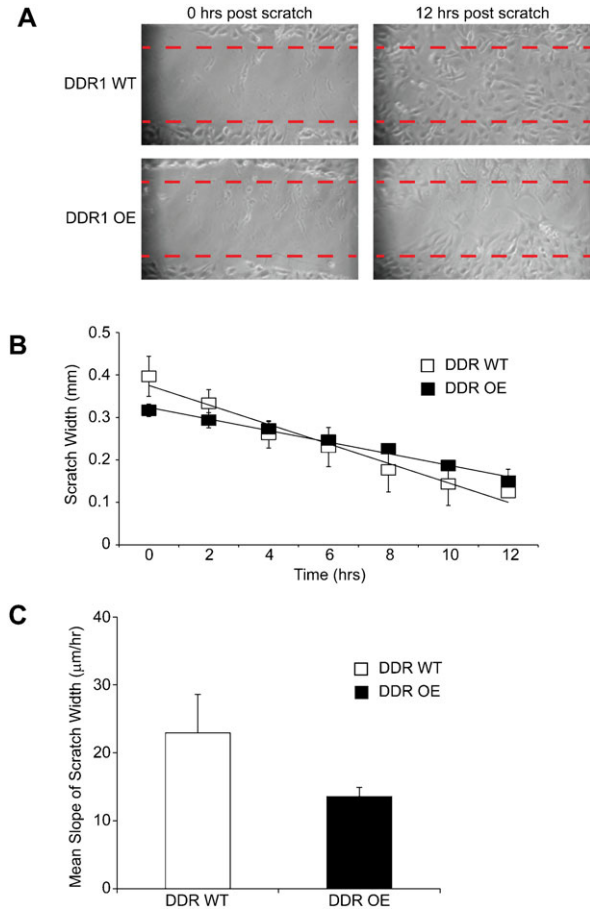 A
0 hrs post scratch 12 hrs post scratch
DDR1 WT
DDR1 OE
B
Scratch Width (mm)
0.5
0.4
0.3
0.2
0.1
0
DDR WT
DDR OE
0 2 4 6 8 10 12
Time (hrs)
C
Mean Slope of Scratch Width (μm/hr)
40
30
20
10
0
DDR WT
DDR OE
DDR WT DDR OE